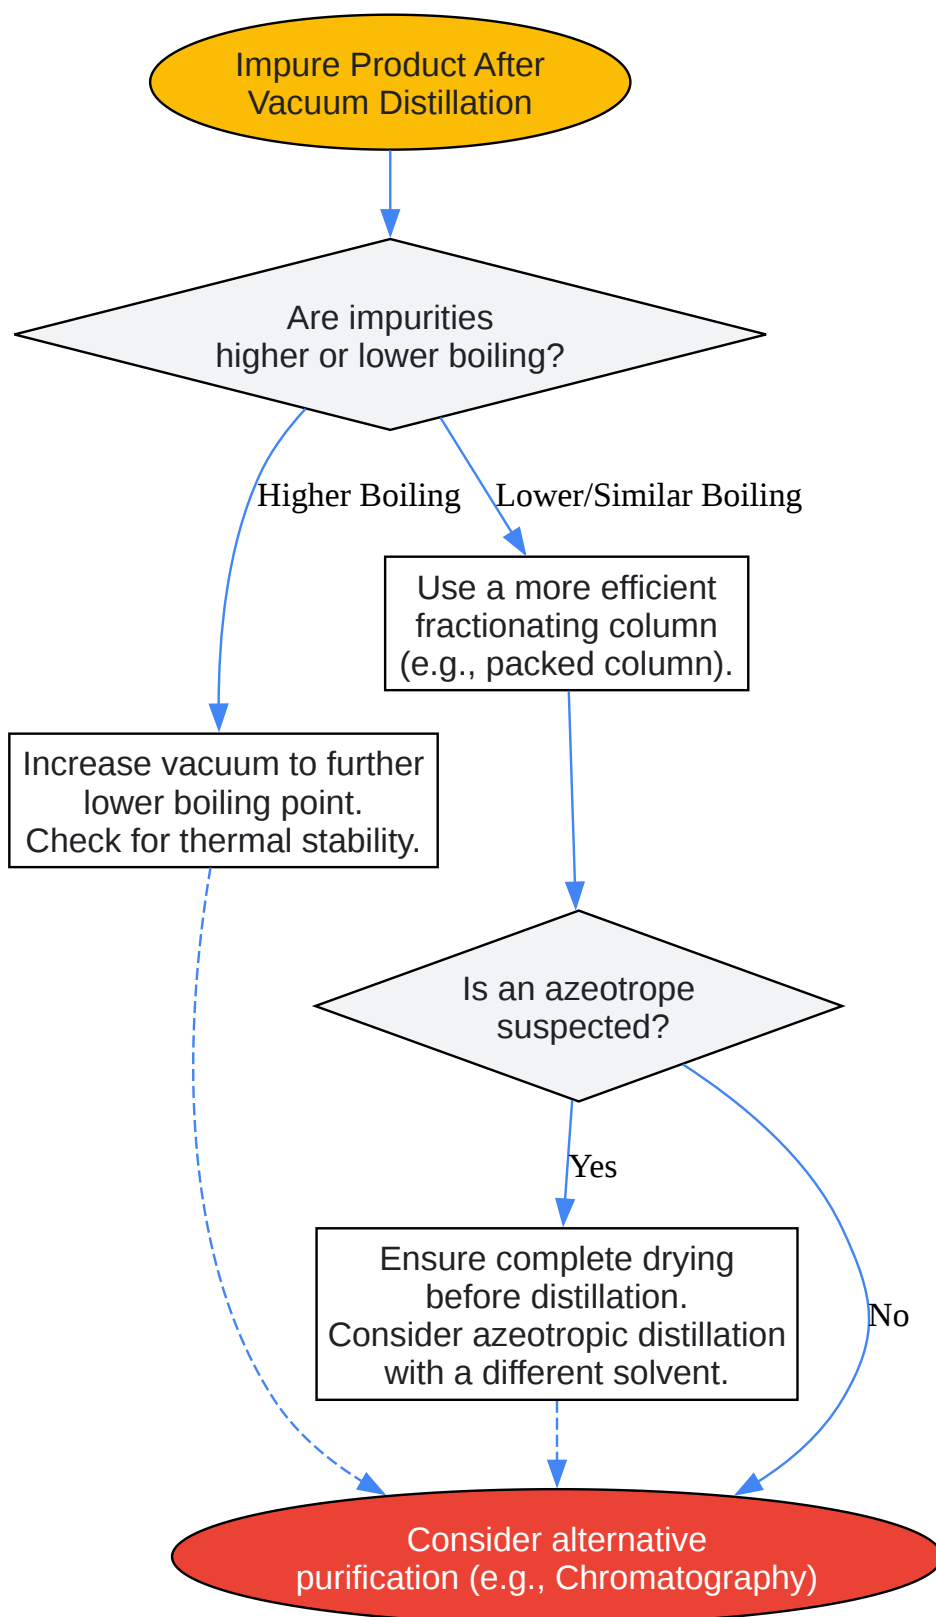 Impure Product After
Vacuum Distillation
Are impurities
higher or lower boiling?
Higher Boiling
Lower/Similar Boiling
Use a more efficient
fractionating column
(e.g., packed column).
Increase vacuum to further
lower boiling point.
Check for thermal stability.
Is an azeotrope
suspected?
Yes
Ensure complete drying
before distillation.
Consider azeotropic distillation
with a different solvent.
No
Consider alternative
purification (e.g., Chromatography)